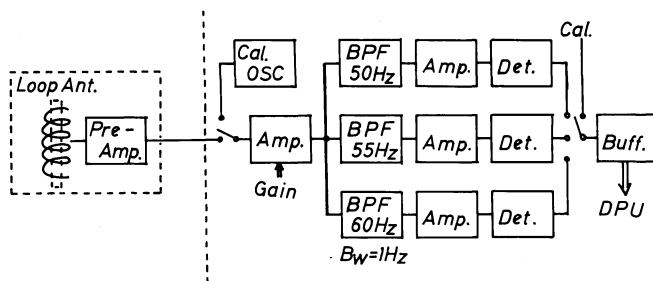 Loop Ant.
Pre-
Amp.
Cal.
OSC
Amp.
Gain
BPF
50Hz
Amp.
Det.
BPF
55Hz
Amp.
Det.
BPF
60Hz
Amp.
Det.
Bw=1Hz
Cal.
Buff.
DPU